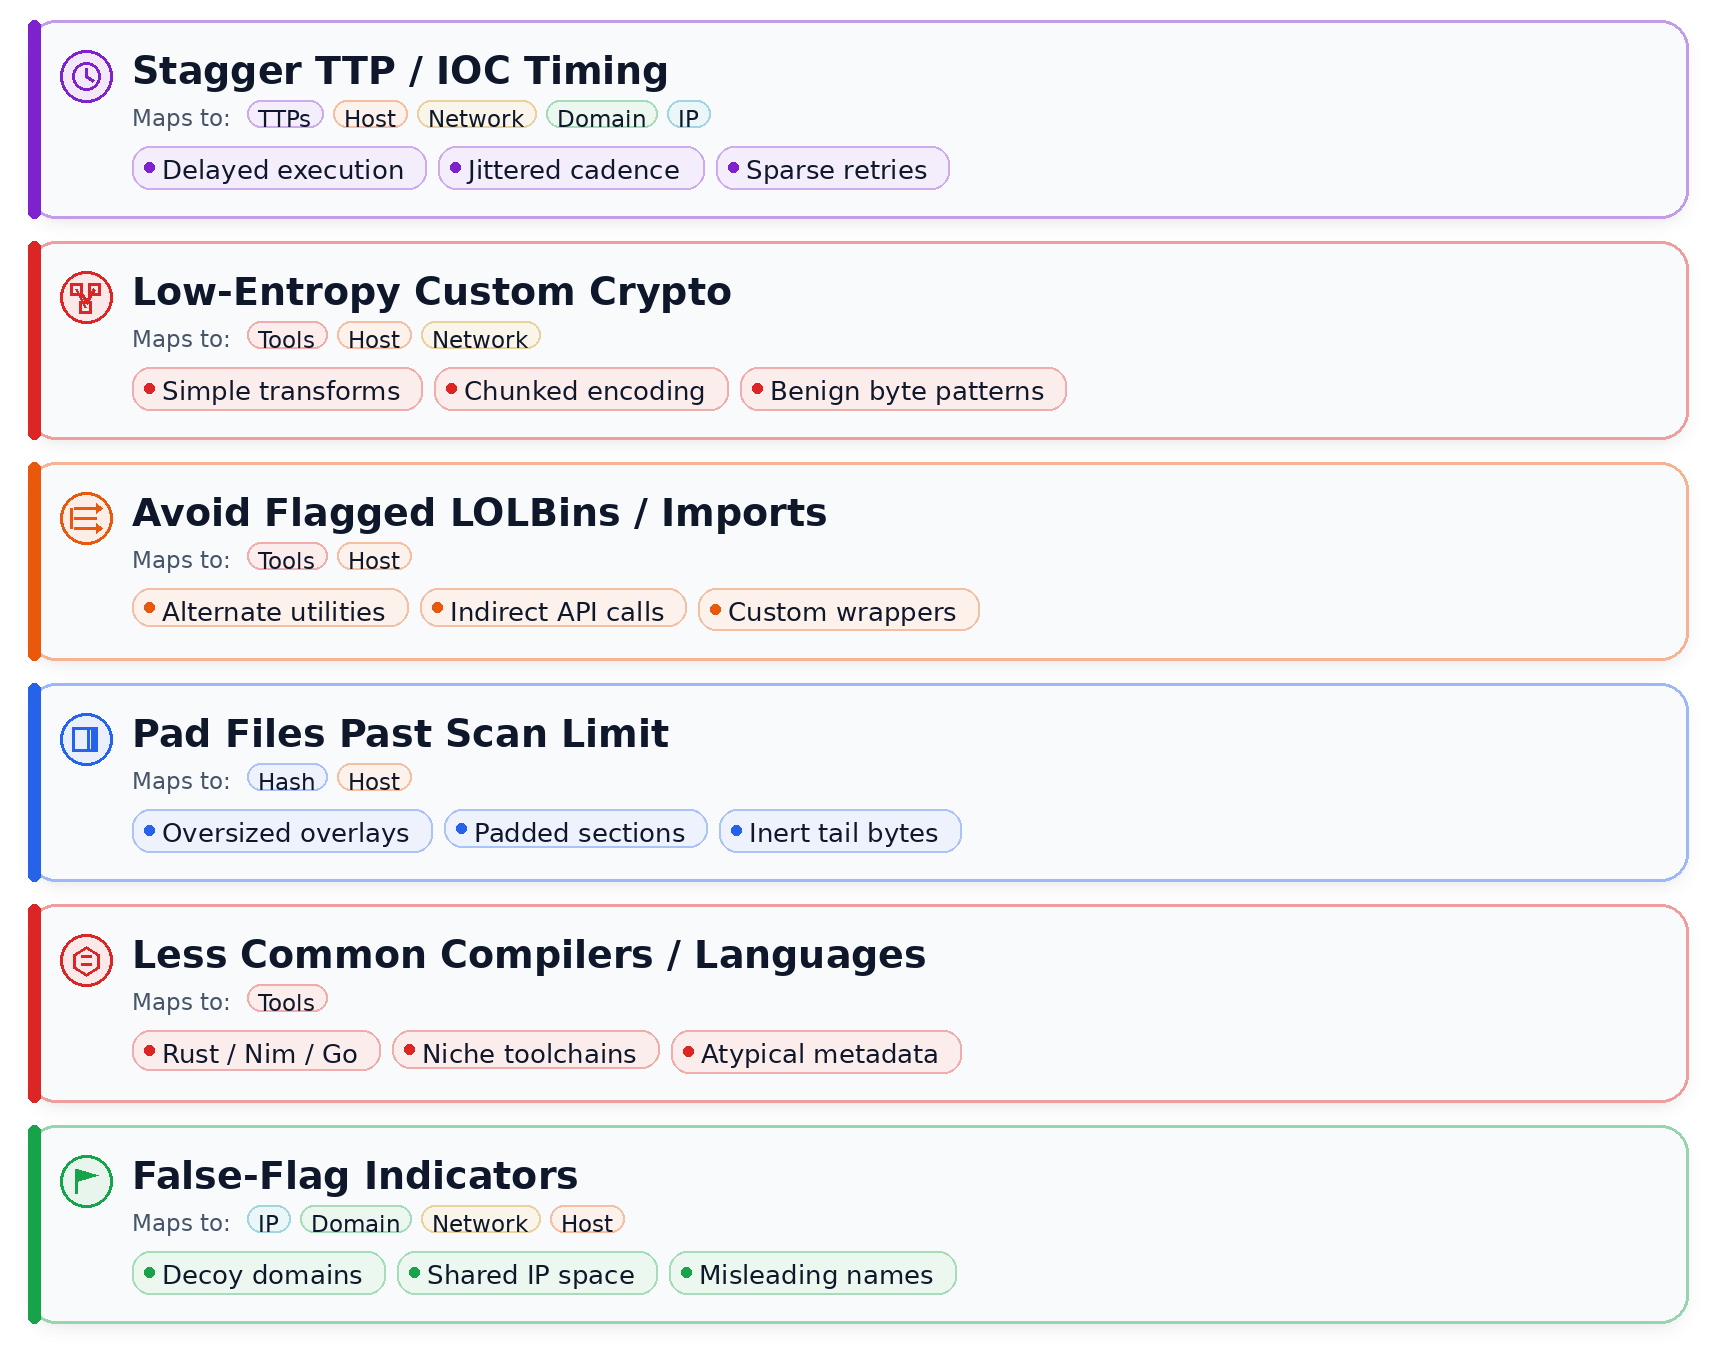 Stagger TTP / IOC Timing
Maps to: TTPs Host Network Domain IP
Delayed execution Jittered cadence Sparse retries
Low-Entropy Custom Crypto
Maps to: Tools Host Network
Simple transforms Chunked encoding Benign byte patterns
Avoid Flagged LOLBins / Imports
Maps to: Tools Host
Alternate utilities Indirect API calls Custom wrappers
Pad Files Past Scan Limit
Maps to: Hash Host
Oversized overlays Padded sections Inert tail bytes
Less Common Compilers / Languages
Maps to: Tools
Rust / Nim / Go Niche toolchains Atypical metadata
False-Flag Indicators
Maps to: IP Domain Network Host
Decoy domains Shared IP space Misleading names